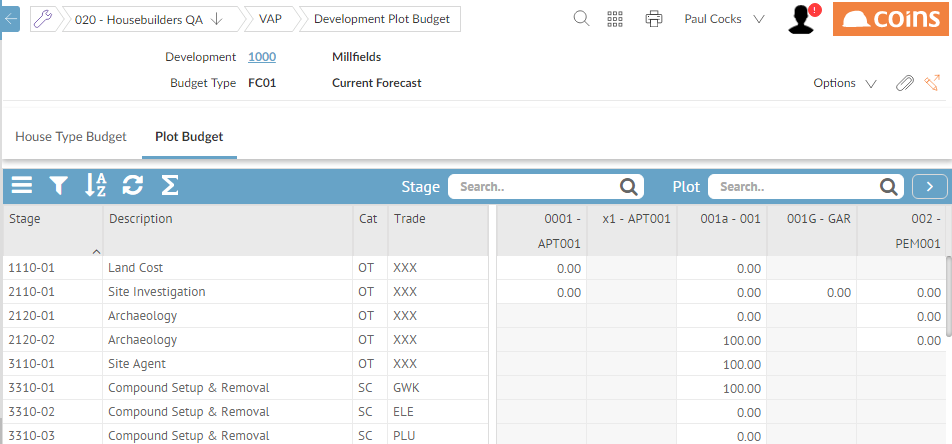 020 - Housebuilders QA VAP Development Plot Budget Paul Cocks ! coins
Development 1000 Millfields
Budget Type FC01 Current Forecast Options
House Type Budget Plot Budget
A Z Σ Stage Search.. Plot Search..
Stage Description Cat Trade 0001 - APT001 x1 - APT001 001a - 001 001G - GAR 002 - PEM001
1110-01 Land Cost OT XXX 0.00 0.00
2110-01 Site Investigation OT XXX 0.00 0.00 0.00 0.00
2120-01 Archaeology OT XXX 0.00 0.00
2120-02 Archaeology OT XXX 100.00 0.00
3110-01 Site Agent OT XXX 100.00
3310-01 Compound Setup & Removal SC GWK 100.00
3310-02 Compound Setup & Removal SC ELE 0.00
3310-03 Compound Setup & Removal SC PLU 0.00